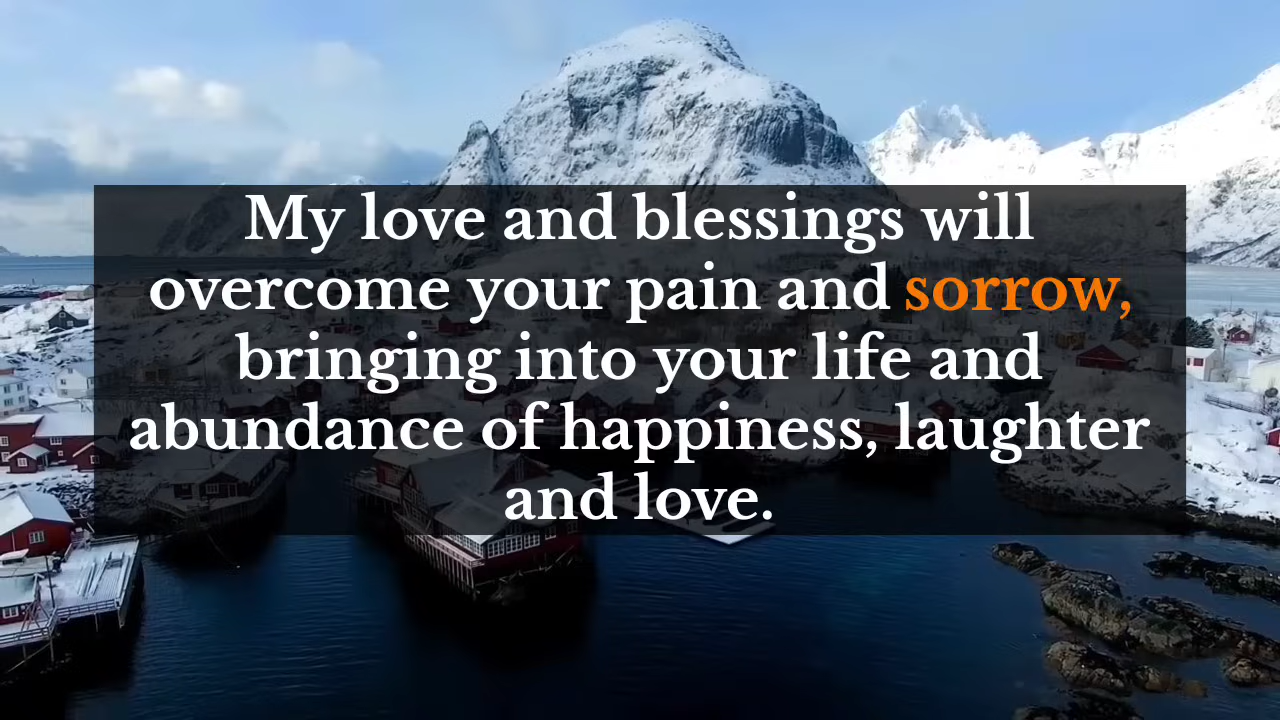 My love and blessings will
overcome your pain and sorrow,
bringing into your life and
abundance of happiness, laughter
and love.